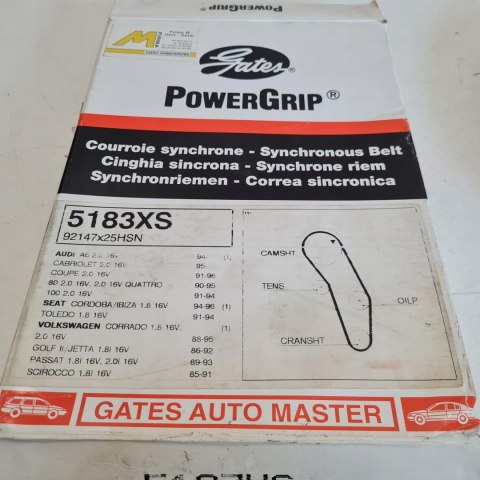 POWERGRIP ®
Gates ®
POWERGRIP ®
Courroie synchrone - Synchronous Belt
Cinghia sincrona - Synchrone riem
Synchronriemen - Correa sincronica
5183XS
92147x25HSN
AUDI A6 2.0 16V 94- (1)
CABRIOLET 2.0 16V 95-
COUPE 2.0 16V 91-96
80 2.0 16V, 2.0 16V QUATTRO 90-95
100 2.0 16V 91-94
SEAT CORDOBA/IBIZA 1.8 16V 94-96 (1)
TOLEDO 1.8 16V 91-94
VOLKSWAGEN CORRADO 1.8 16V, (1)
2.0 16V 88-95
GOLF II/JETTA 1.8I 16V 86-92
PASSAT 1.8I 16V, 2.0I 16V 89-93
SCIROCCO 1.8I 16V 85-91
CAMSHT
TENS
OILP
CRANSHT
GATES AUTO MASTER